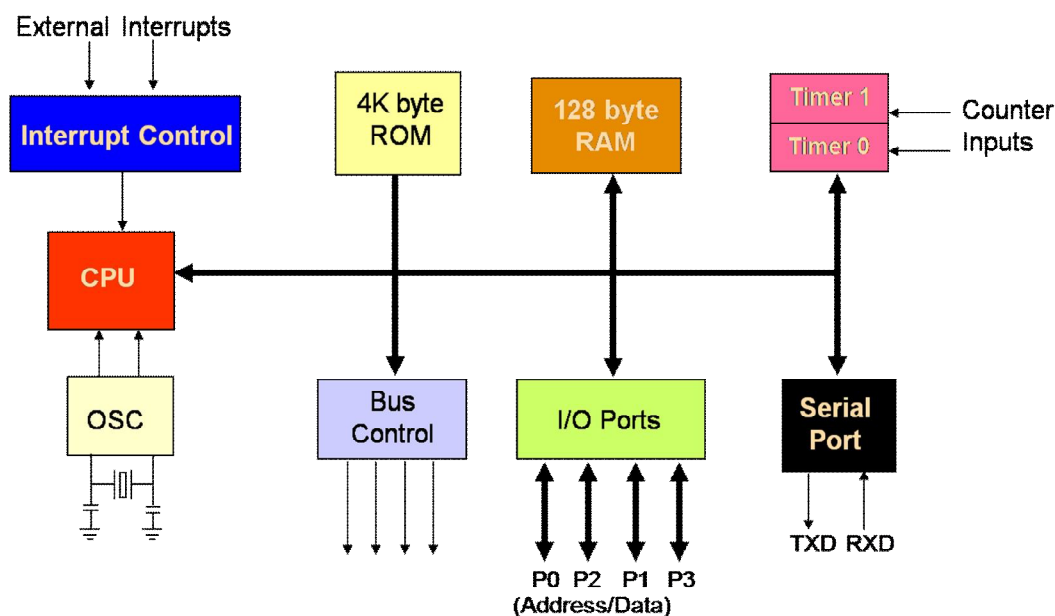 External Interrupts
Interrupt Control
4K byte
ROM
128 byte
RAM
Timer 1
Timer 0
Counter
Inputs
CPU
OSC
Bus
Control
I/O Ports
Serial
Port
P0 P2 P1 P3
(Address/Data)
TXD RXD